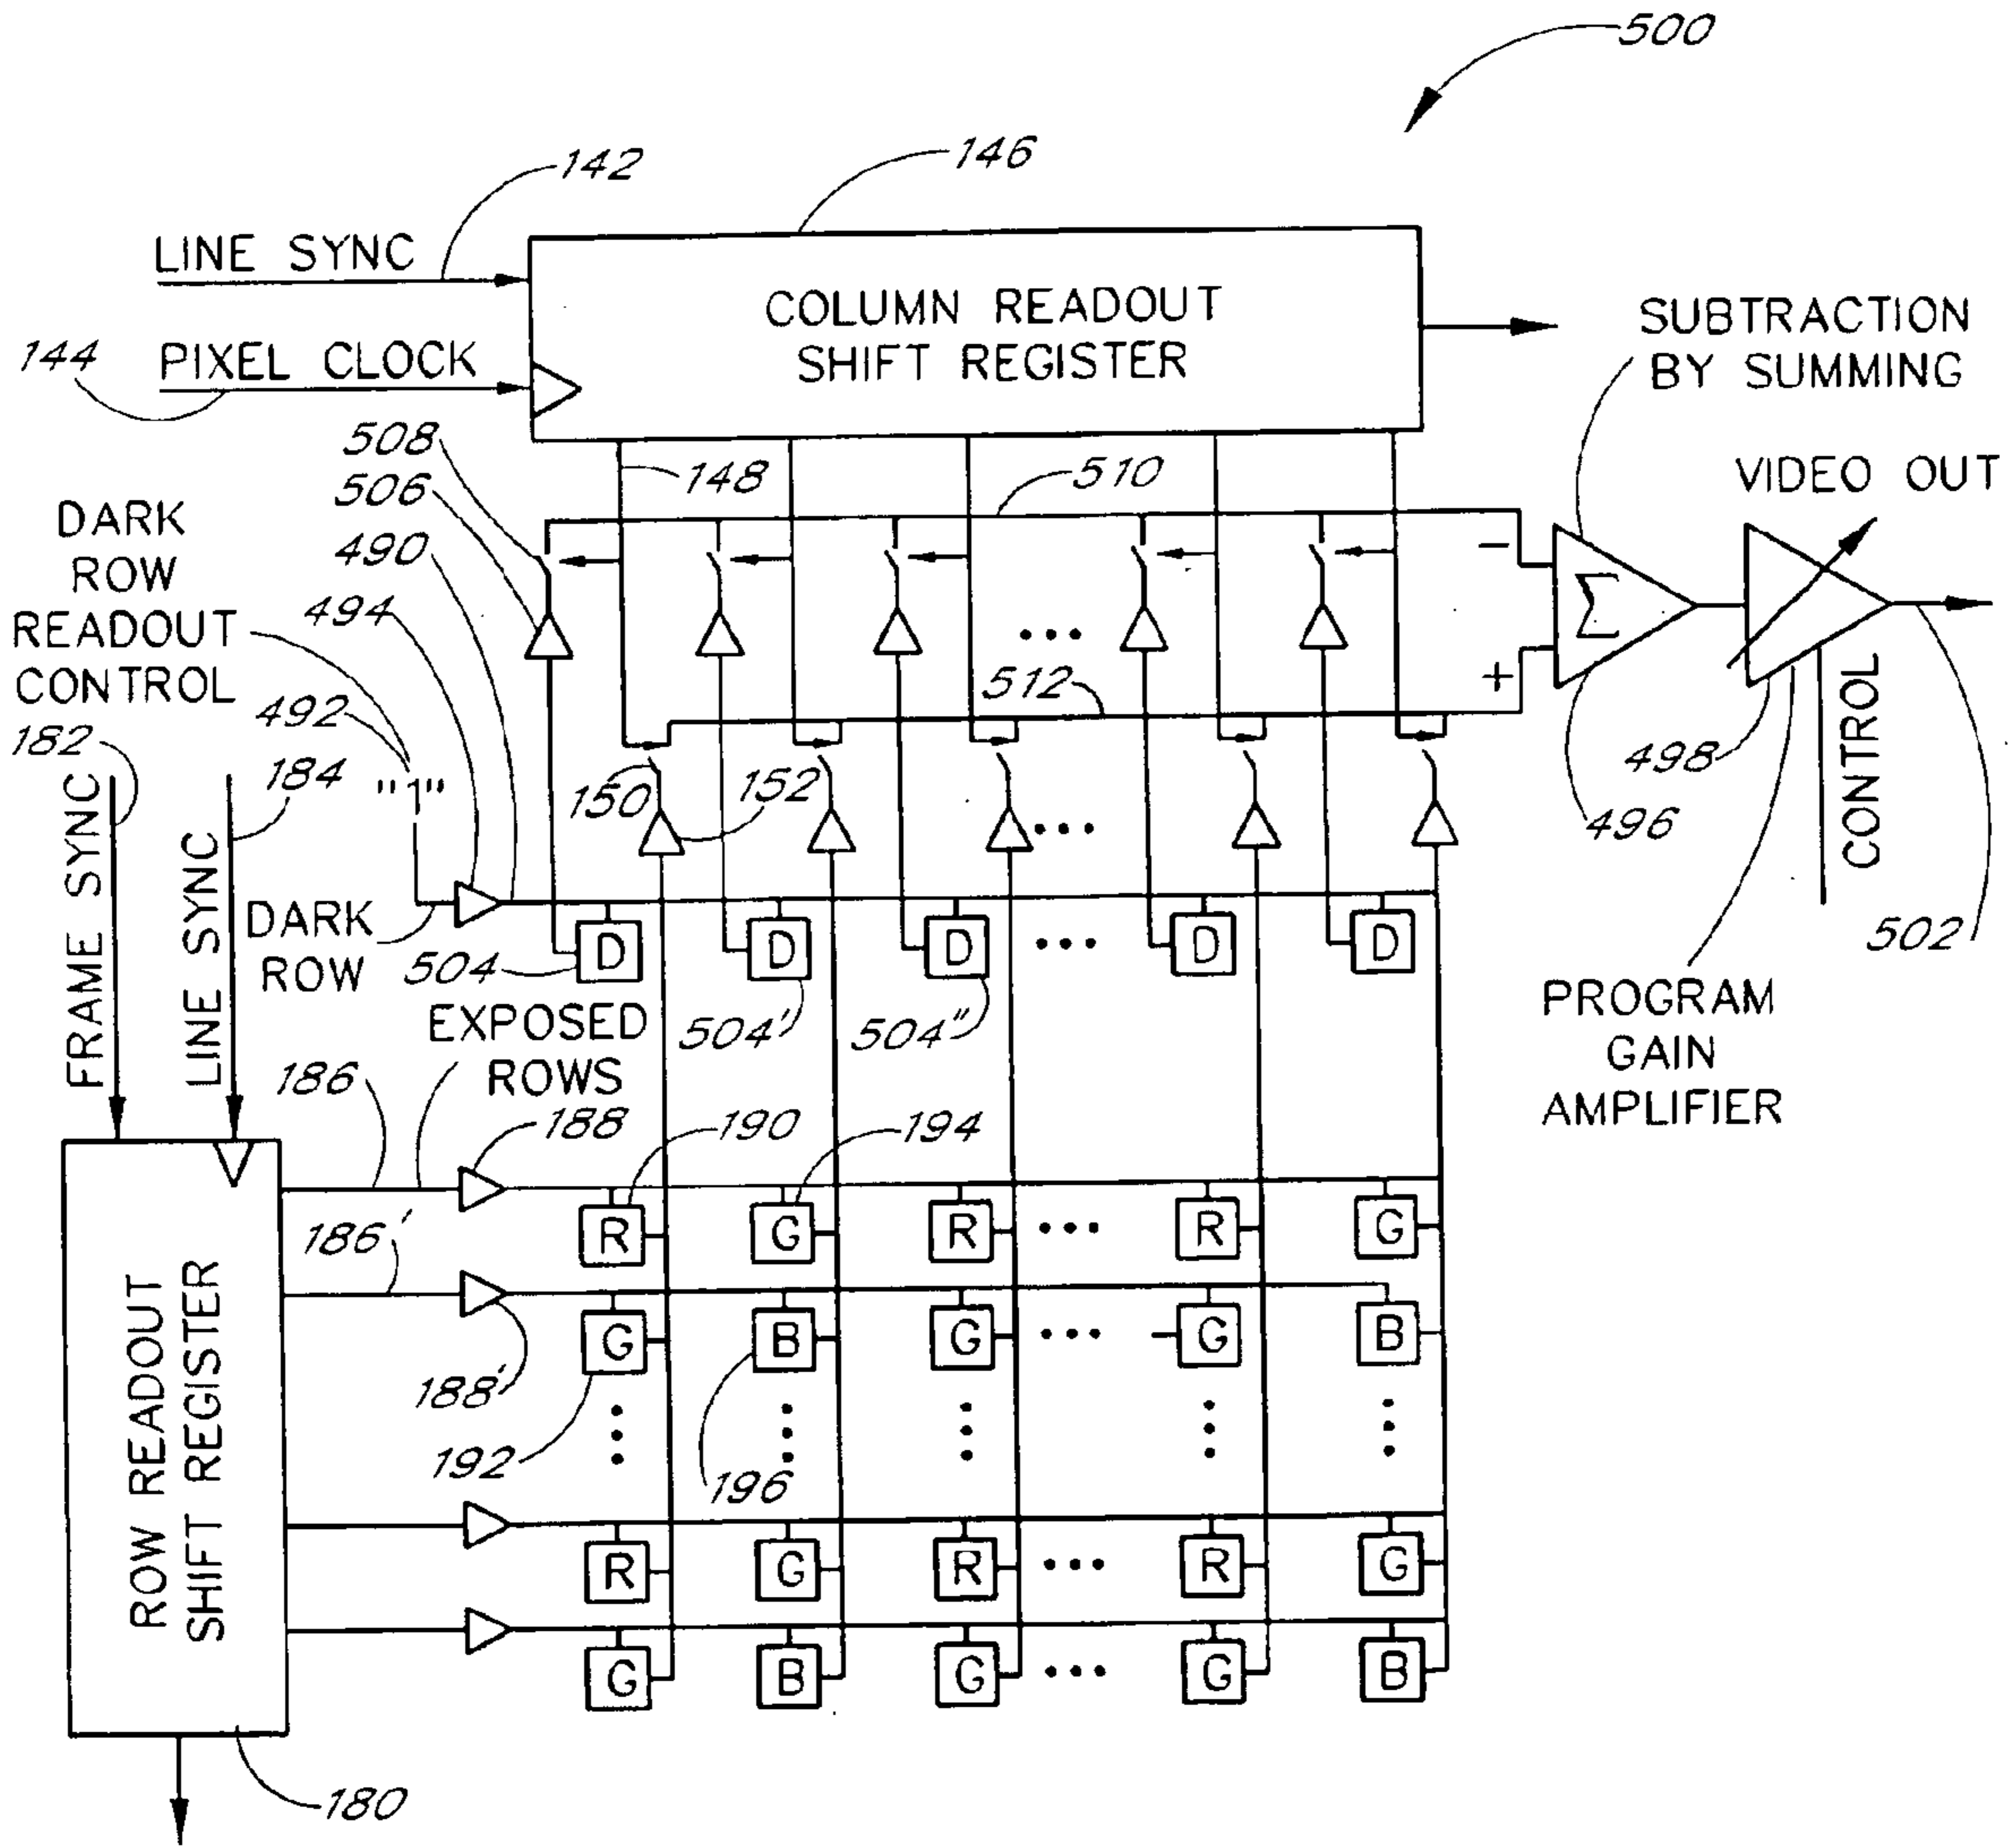 500
142
146
LINE SYNC
COLUMN READOUT
SHIFT REGISTER
SUBTRACTION
BY SUMMING
144
PIXEL CLOCK
508
506
148
510
VIDEO OUT
DARK
ROW
READOUT
CONTROL
490
494
−
Σ
+
512
492
182
184
"1"
150
152
498
496
CONTROL
502
FRAME SYNC
LINE SYNC
DARK
ROW
504
D
D
D
D
D
504'
504"
EXPOSED
ROWS
PROGRAM
GAIN
AMPLIFIER
186
188
190
194
R
G
R
R
G
186'
188'
G
B
G
G
B
192
196
ROW READOUT
SHIFT REGISTER
R
G
R
R
G
G
B
G
G
B
180